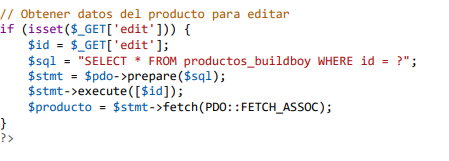 // Obtener datos del producto para editar
if (isset($_GET['edit'])) {
    $id = $_GET['edit'];
    $sql = "SELECT * FROM productos_buildboy WHERE id = ?";
    $stmt = $pdo->prepare($sql);
    $stmt->execute([$id]);
    $producto = $stmt->fetch(PDO::FETCH_ASSOC);
}
?>